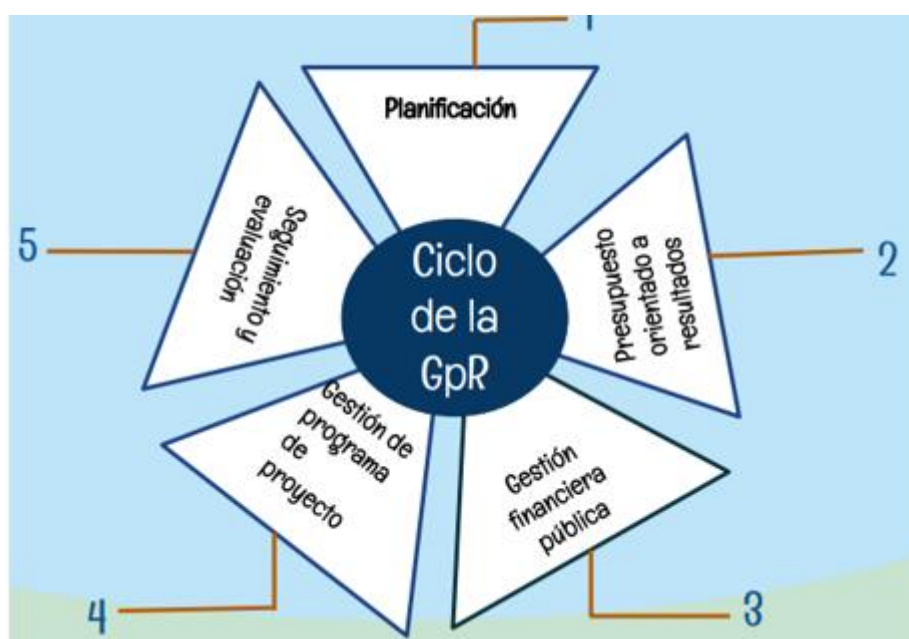 1
Planificación
Presupuesto
orientado a
resultados
2
Gestión
financiera
pública
3
Gestión de
programa
de
proyecto
4
Seguimiento y
evaluación
5
Ciclo
de la
GpR